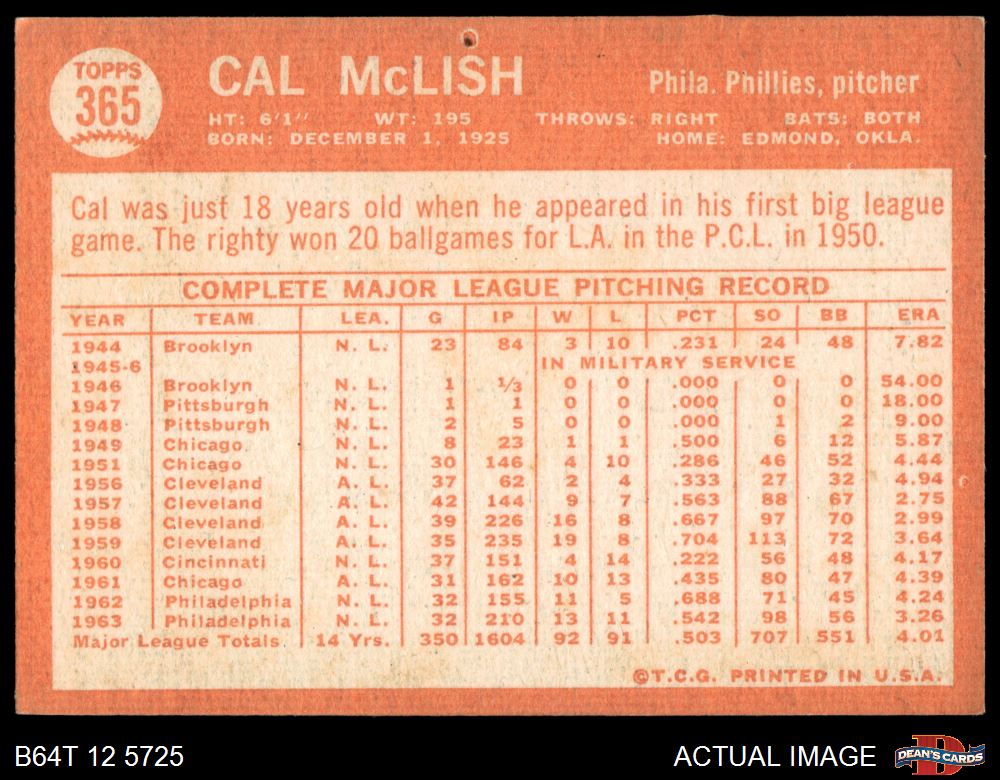 TOPPS
365
CAL McLISH
Phila. Phillies, pitcher
HT: 6'1" WT: 195 THROWS: RIGHT BATS: BOTH
BORN: DECEMBER 1, 1925 HOME: EDMOND, OKLA.
Cal was just 18 years old when he appeared in his first big league
game. The righty won 20 ballgames for L.A. in the P.C.L. in 1950.
COMPLETE MAJOR LEAGUE PITCHING RECORD
YEAR TEAM LEA. G IP W L PCT SO BB ERA
1944 Brooklyn N. L. 23 84 3 10 .231 24 48 7.82
1945-6 IN MILITARY SERVICE
1946 Brooklyn N. L. 1 1/3 0 0 .000 0 0 54.00
1947 Pittsburgh N. L. 1 1 0 0 .000 0 0 18.00
1948 Pittsburgh N. L. 2 5 0 0 .000 1 2 9.00
1949 Chicago N. L. 8 23 1 1 .500 6 12 5.87
1951 Chicago N. L. 30 146 4 10 .286 46 52 4.44
1956 Cleveland A. L. 37 62 2 4 .333 27 32 4.94
1957 Cleveland A. L. 42 144 9 7 .563 88 67 2.75
1958 Cleveland A. L. 39 226 16 8 .667 97 70 2.99
1959 Cleveland A. L. 35 235 19 8 .704 113 72 3.64
1960 Cincinnati N. L. 37 151 4 14 .222 56 48 4.17
1961 Chicago A. L. 31 162 10 13 .435 80 47 4.39
1962 Philadelphia N. L. 32 155 11 5 .688 71 45 4.24
1963 Philadelphia N. L. 32 210 13 11 .542 98 56 3.26
Major League Totals 14 Yrs. 350 1604 92 91 .503 707 551 4.01
©T.C.G. PRINTED IN U.S.A.
B64T 12 5725 ACTUAL IMAGE
D
DEAN'S CARDS